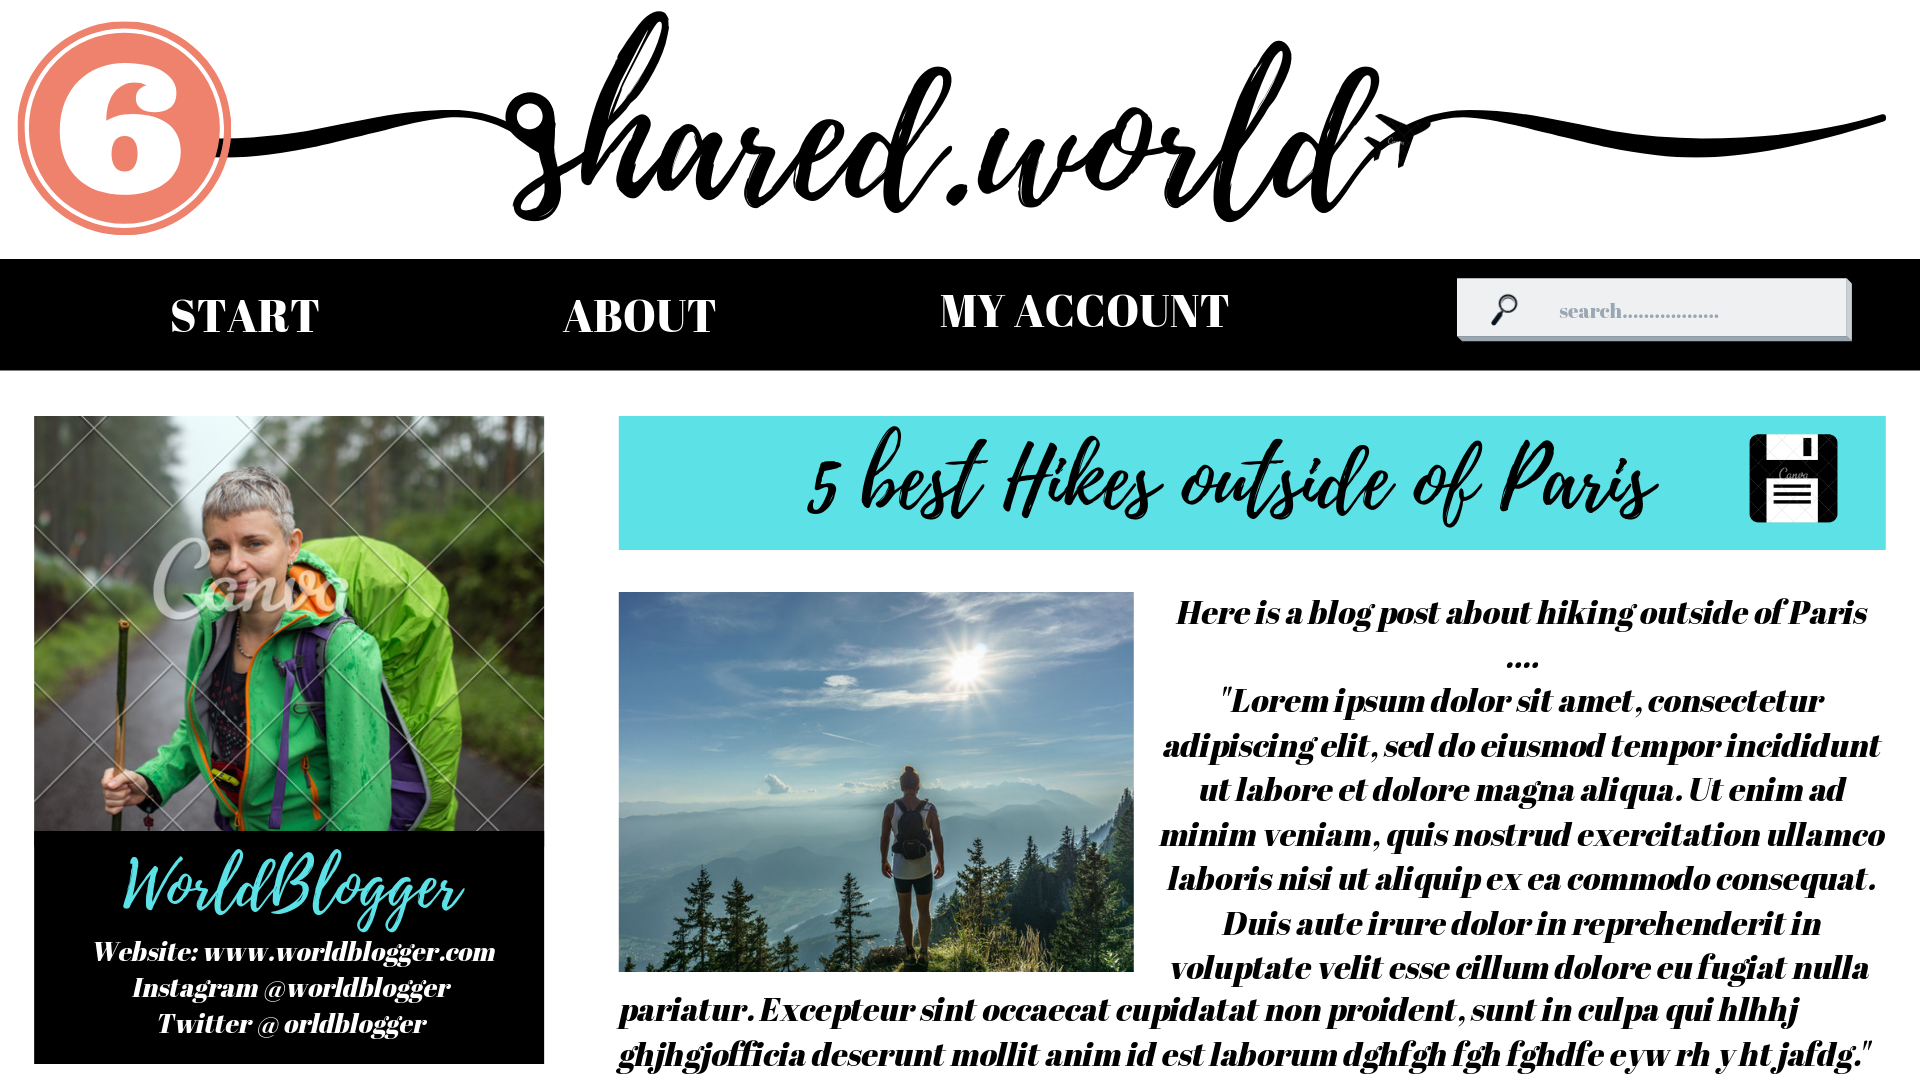 6
shared.world
START
ABOUT
MY ACCOUNT
search..................
Canva
WorldBlogger
Website: www.worldblogger.com
Instagram @worldblogger
Twitter @ orldblogger
5 best Hikes outside of Paris
Canva
Here is a blog post about hiking outside of Paris
....
"Lorem ipsum dolor sit amet, consectetur
adipiscing elit, sed do eiusmod tempor incididunt
ut labore et dolore magna aliqua. Ut enim ad
minim veniam, quis nostrud exercitation ullamco
laboris nisi ut aliquip ex ea commodo consequat.
Duis aute irure dolor in reprehenderit in
voluptate velit esse cillum dolore eu fugiat nulla
pariatur. Excepteur sint occaecat cupidatat non proident, sunt in culpa qui hlhhj
ghjhgjofficia deserunt mollit anim id est laborum dghfgh fgh fghdfe eyw rh y ht jafdg."